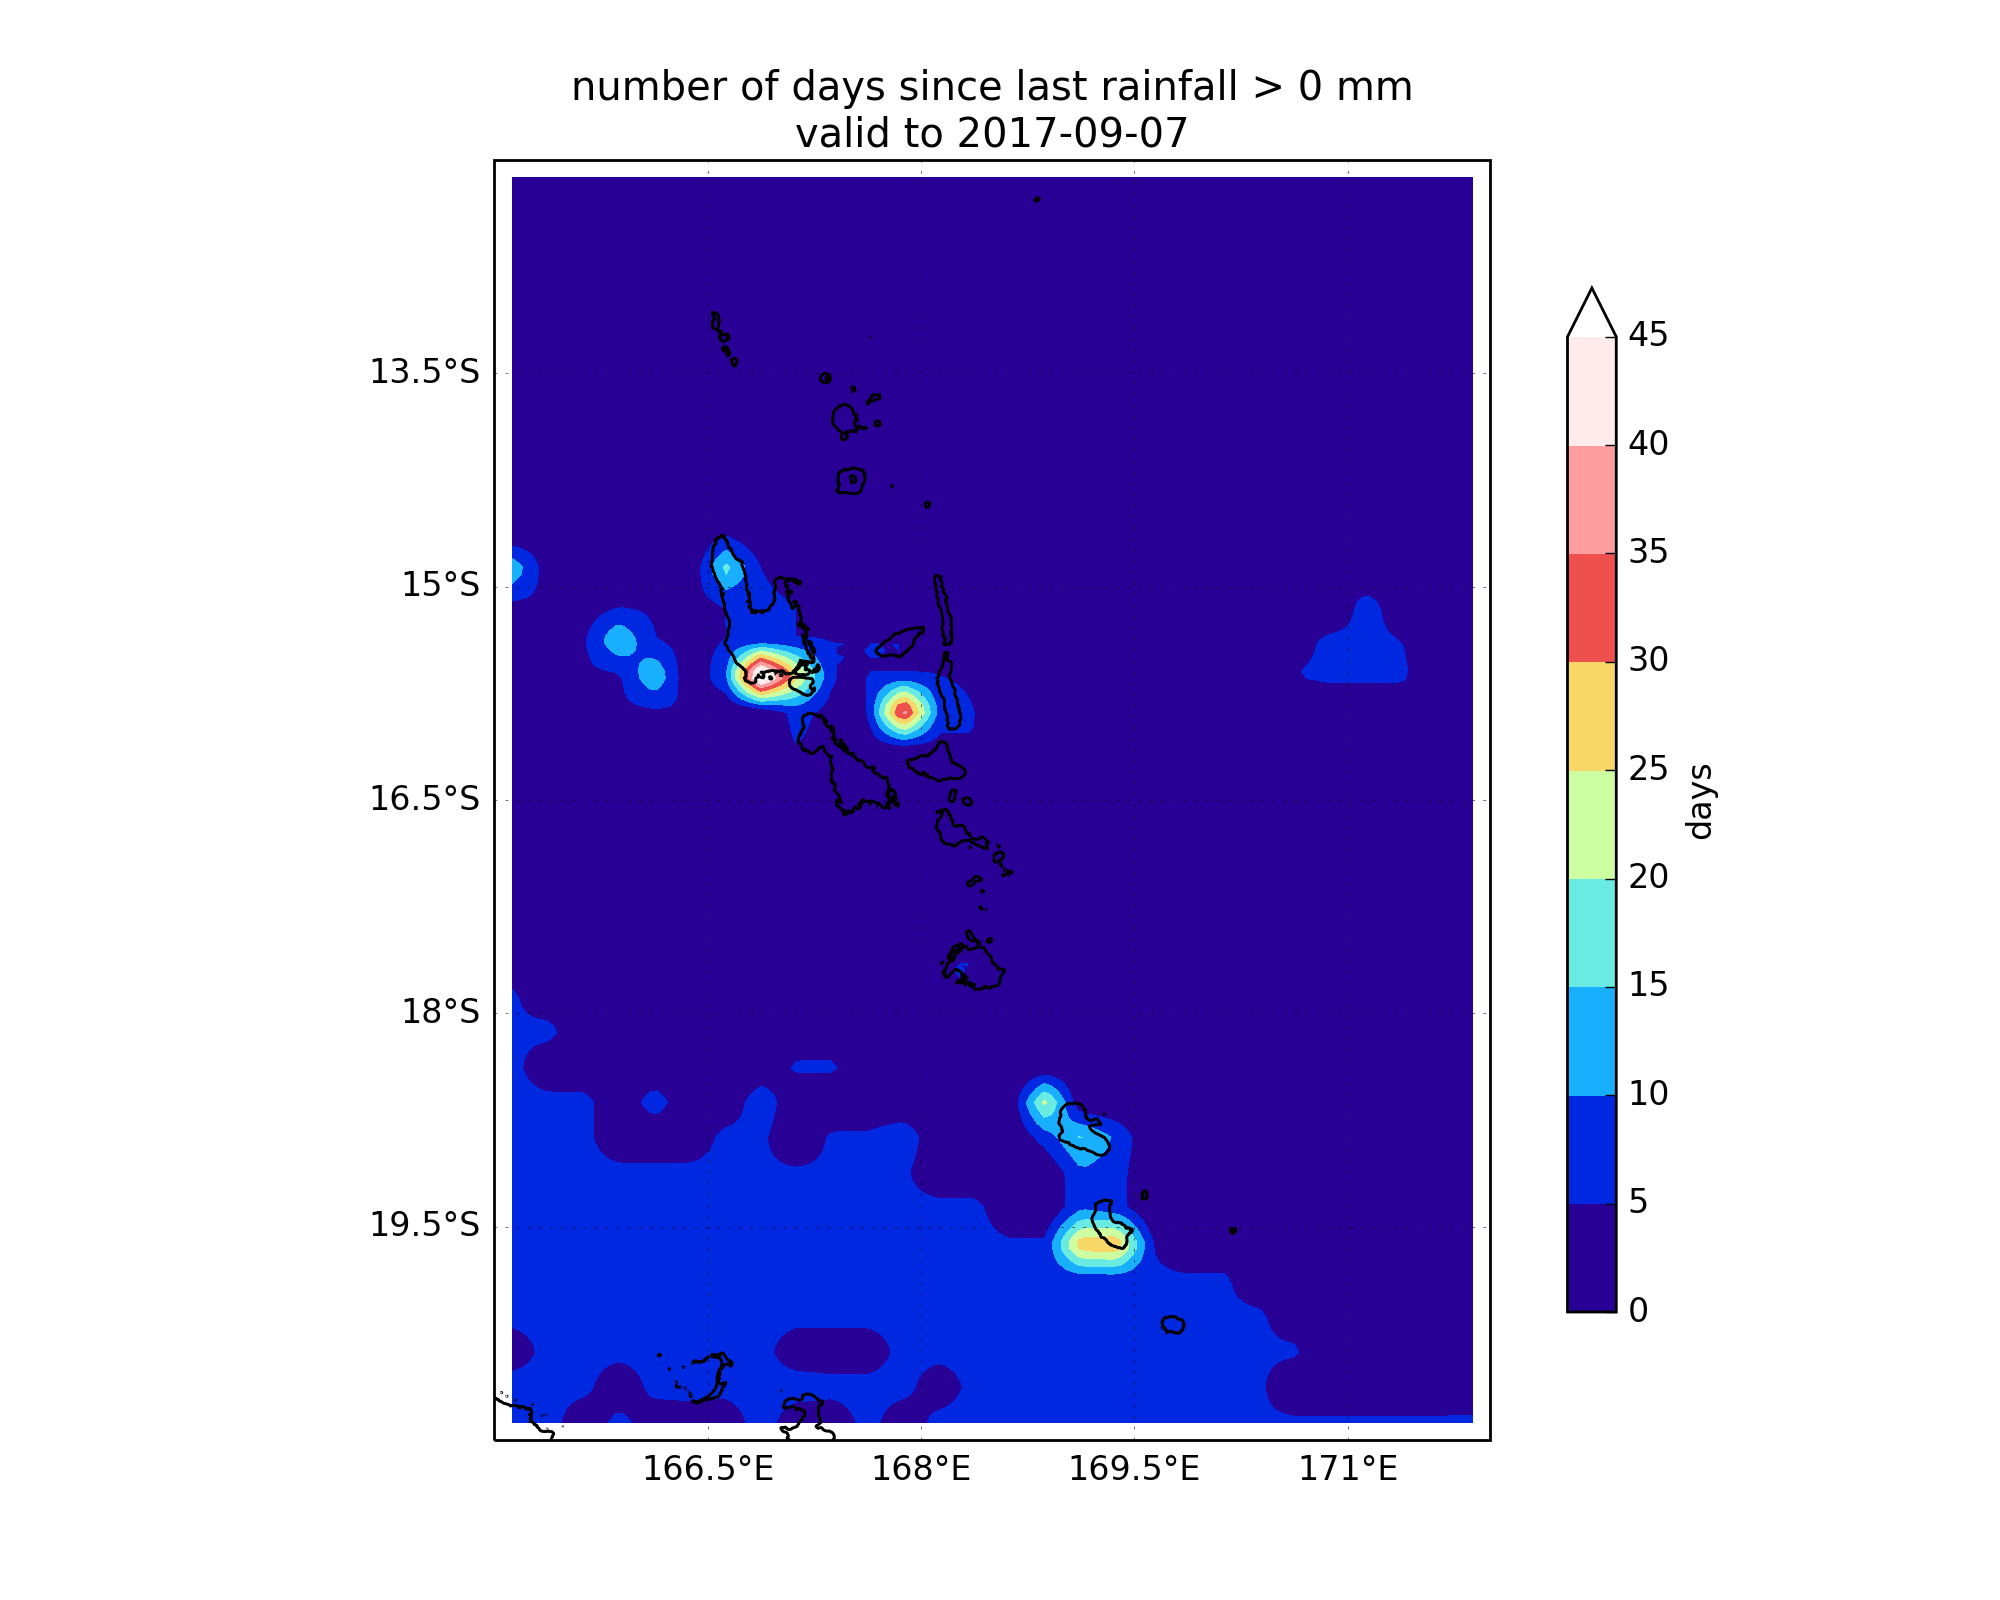 number of days since last rainfall > 0 mm
valid to 2017-09-07
13.5°S
15°S
16.5°S
18°S
19.5°S
166.5°E
168°E
169.5°E
171°E
45
40
35
30
25
20
15
10
5
0
days